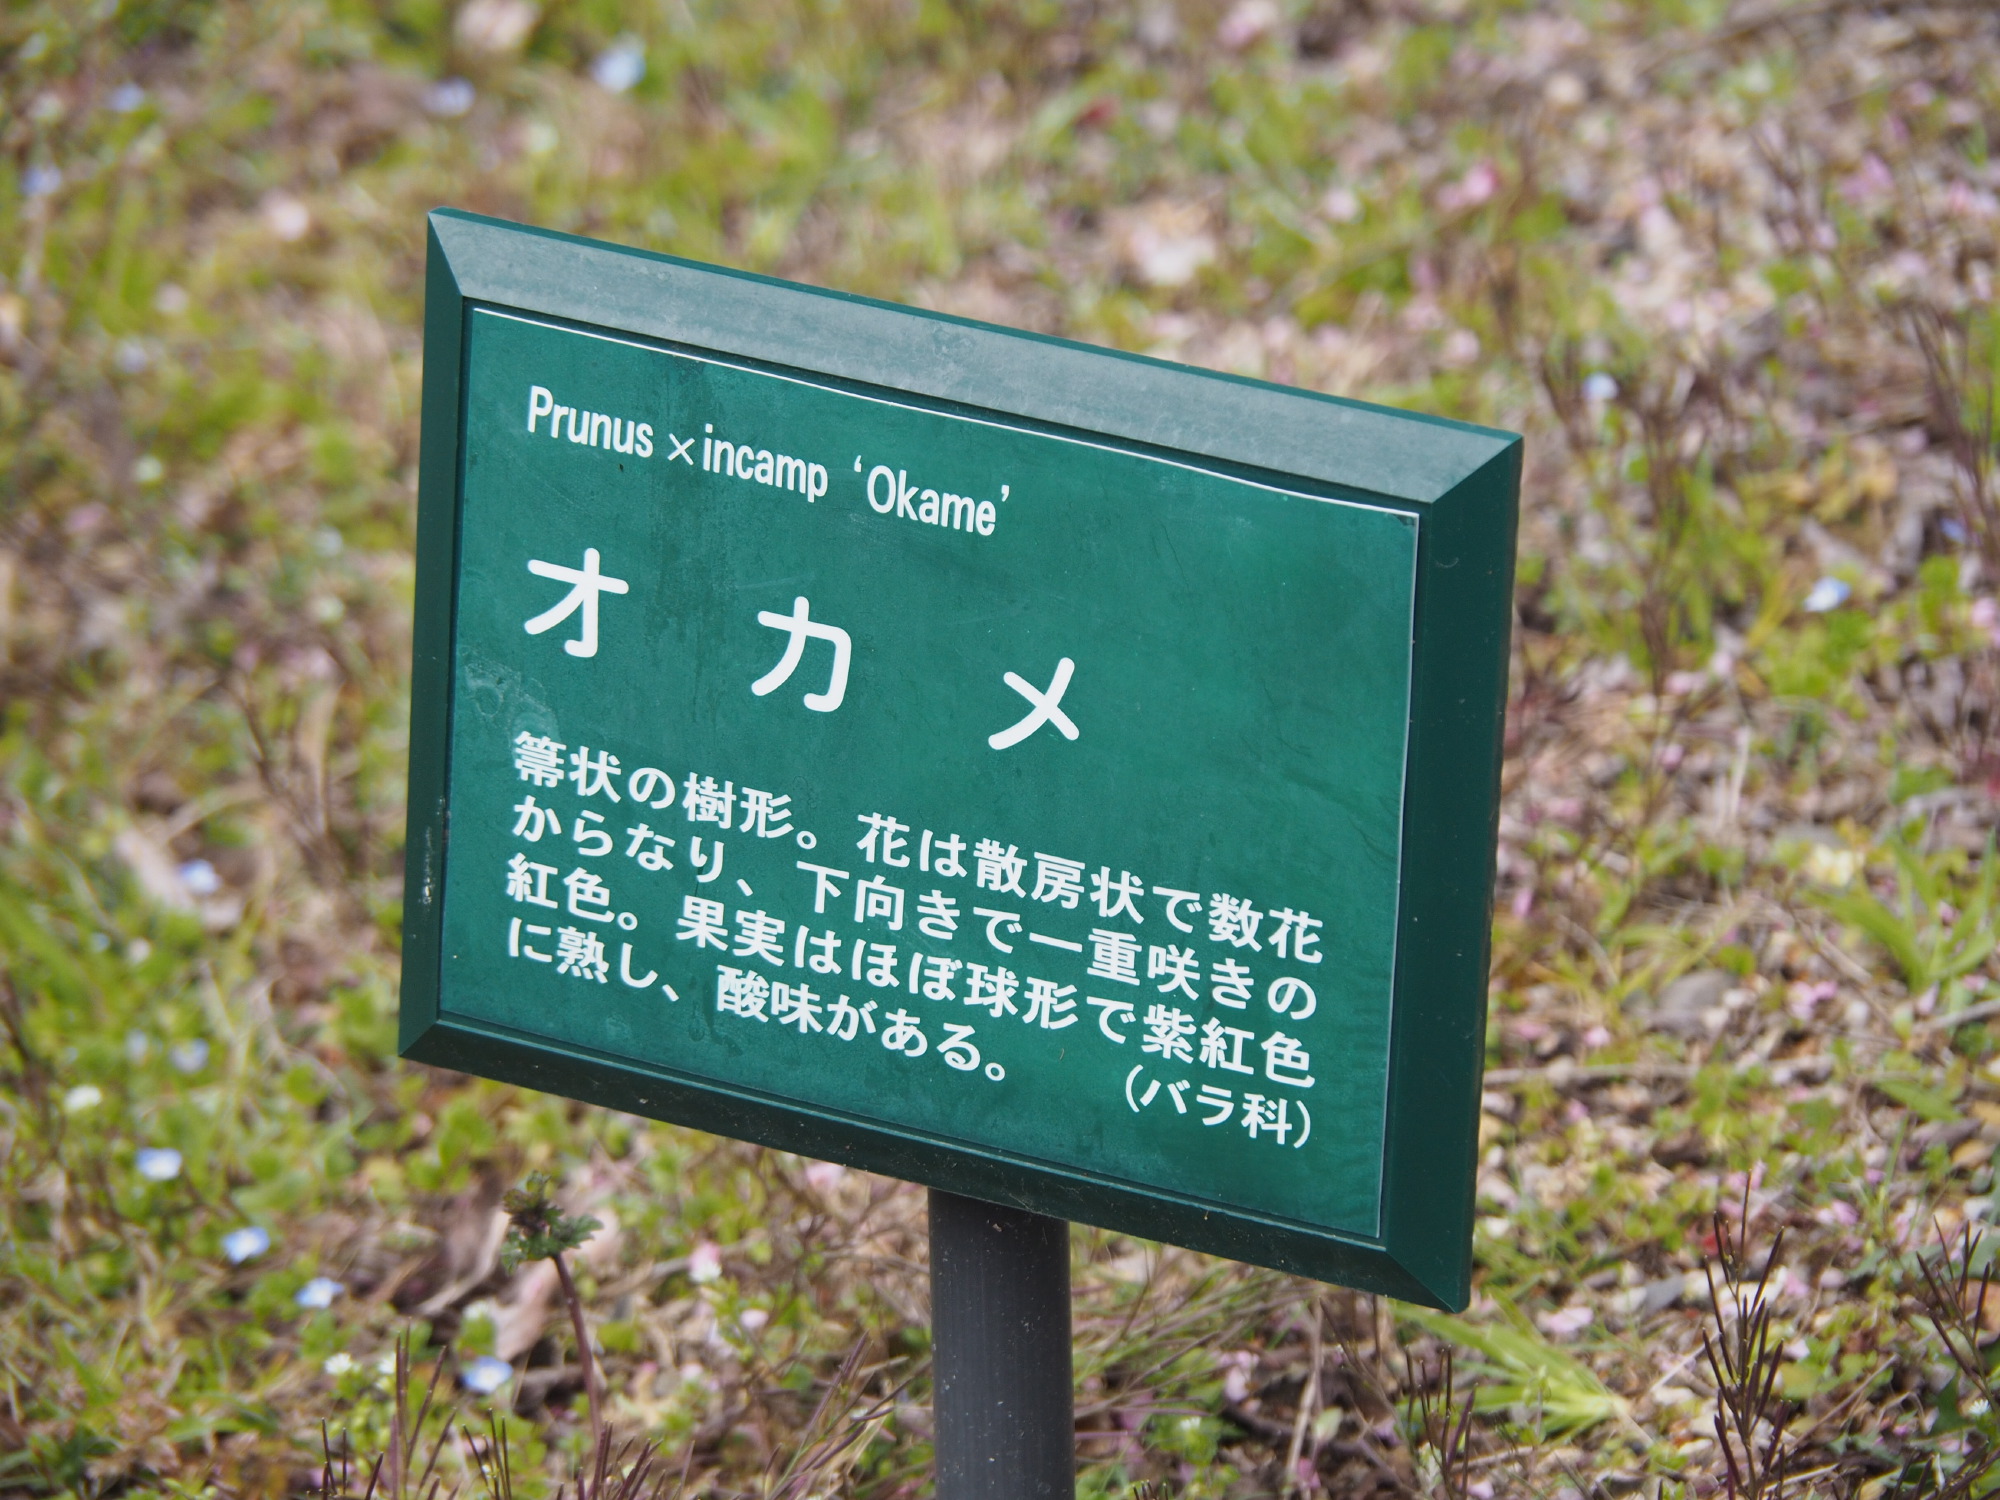 Prunus ×incamp ‘Okame’
オカメ
箒状の樹形。花は散房状で数花
からなり、下向きで一重咲きの
紅色。果実はほぼ球形で紫紅色
に熟し、酸味がある。 (バラ科)